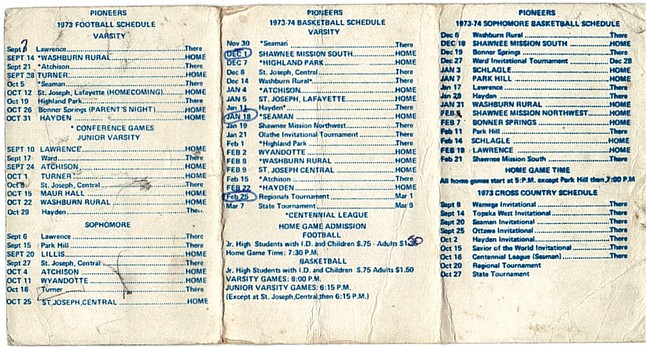 PIONEERS
1973 FOOTBALL SCHEDULE
VARSITY
Sept 7 Lawrence There
SEPT 14 *WASHBURN RURAL HOME
Sept 21 *Atchison There
SEPT 28 TURNER HOME
Oct 5 *Seaman There
OCT 12 St. Joseph, Lafayette (HOMECOMING) HOME
Oct 19 Highland Park There
OCT 26 Bonner Springs (PARENT'S NIGHT) HOME
OCT 31 HAYDEN HOME
* CONFERENCE GAMES
JUNIOR VARSITY
SEPT 10 LAWRENCE HOME
Sept 17 Ward There
SEPT 24 ATCHISON HOME
OCT 1 TURNER HOME
Oct 8 St. Joseph, Central There
OCT 15 MAUR HALL HOME
OCT 22 WASHBURN RURAL HOME
Oct 29 Hayden There
SOPHOMORE
Sept 6 Lawrence There
Sept 15 Park Hill There
SEPT 20 LILLIS HOME
Sept 27 St. Joseph, Central There
OCT 4 ATCHISON HOME
OCT 11 WYANDOTTE HOME
Oct 18 Turner There
OCT 25 ST.JOSEPH,CENTRAL HOME
PIONEERS
1973-74 BASKETBALL SCHEDULE
VARSITY
Nov 30 *Seaman There
DEC 1 SHAWNEE MISSION SOUTH HOME
DEC 7 *HIGHLAND PARK HOME
Dec 8 St. Joseph, Central There
Dec 14 Washburn Rural* There
JAN 4 *ATCHISON HOME
JAN 5 ST. JOSEPH, LAFAYETTE HOME
Jan 11 Hayden* There
JAN 18 *SEAMAN HOME
Jan 19 Shawnee Mission Northwest There
Jan 21 Olathe Invitational Tournament There
Feb 1 *Highland Park There
FEB 2 WYANDOTTE HOME
FEB 8 *WASHBURN RURAL HOME
FEB 9 ST. JOSEPH CENTRAL HOME
Feb 15 *Atchison There
FEB 22 *HAYDEN HOME
Feb 25 Regionals Tournament Mar 1
Mar 7 State Tournament Mar 8
*CENTENNIAL LEAGUE
HOME GAME ADMISSION
FOOTBALL
Jr. High Students with I.D. and Children $.75 - Adults $1.50
Home Game Time: 7:30 P.M.
BASKETBALL
Jr. High Students with I.D. and Children $.75 Adults $1.50
VARSITY GAMES: 8:00 P.M.
JUNIOR VARSITY GAMES: 6:15 P.M.
(Except at St. Joseph,Central,then 6:15 P.M.)
PIONEERS
1973-74 SOPHOMORE BASKETBALL SCHEDULE
Dec 6 Washburn Rural There
DEC 18 SHAWNEE MISSION SOUTH HOME
Dec 19 Bonner Springs There
Dec 27 Ward Invitational Tournament Dec 28
JAN 3 SCHLAGLE HOME
JAN 7 PARK HILL HOME
Jan 17 Lawrence There
Jan 28 Hayden There
JAN 31 WASHBURN RURAL HOME
FEB SHAWNEE MISSION NORTHWEST HOME
FEB 7 BONNER SPRINGS HOME
Feb 11 Park Hill There
Feb 14 SCHLAGLE HOME
FEB 18 LAWRENCE HOME
Feb 21 Shawnee Mission South There
HOME GAME TIME
All home games start at 5:P.M. except Park Hill then,7:00 P.M
1973 CROSS COUNTRY SCHEDULE
Sept 8 Wamego Invitational
Sept 14 Topeka West Invitational
Sept 20 Seaman Invitational
Sept 25 Ottawa Invitational
Oct 2 Hayden Invitational
Oct 15 Savior of the World Invitational
Oct 16 Centennial League (Seaman)
Oct 20 Regional Tournament
Oct 27 State Tournament